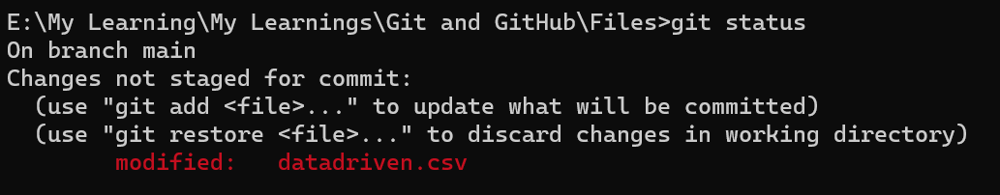 E:\My Learning\My Learnings\Git and GitHub\Files>git status
On branch main
Changes not staged for commit:
  (use "git add <file>..." to update what will be committed)
  (use "git restore <file>..." to discard changes in working directory)
        modified:   datadriven.csv